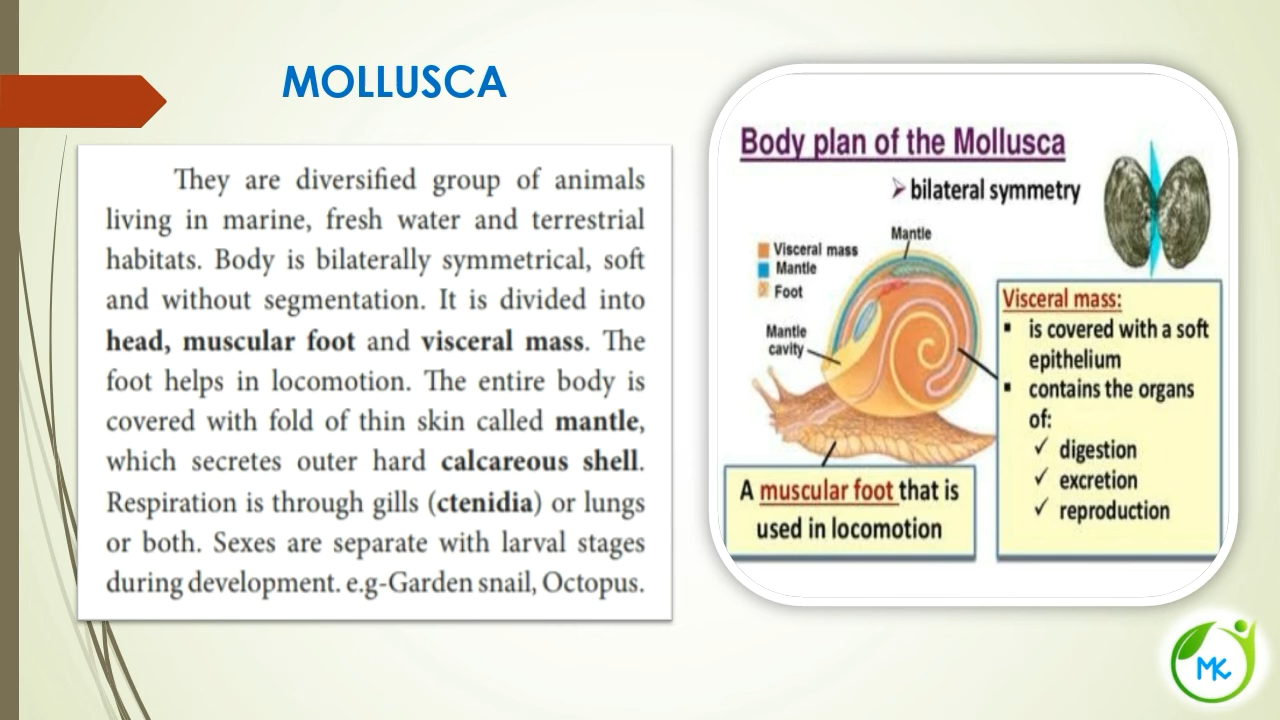 MOLLUSCA
They are diversified group of animals
living in marine, fresh water and terrestrial
habitats. Body is bilaterally symmetrical, soft
and without segmentation. It is divided into
head, muscular foot and visceral mass. The
foot helps in locomotion. The entire body is
covered with fold of thin skin called mantle,
which secretes outer hard calcareous shell.
Respiration is through gills (ctenidia) or lungs
or both. Sexes are separate with larval stages
during development. e.g-Garden snail, Octopus.
Body plan of the Mollusca
➢ bilateral symmetry
Mantle
Visceral mass
Mantle
Foot
Mantle
cavity
Visceral mass:
▪ is covered with a soft
epithelium
▪ contains the organs
of:
✓ digestion
✓ excretion
✓ reproduction
A muscular foot that is
used in locomotion
MK